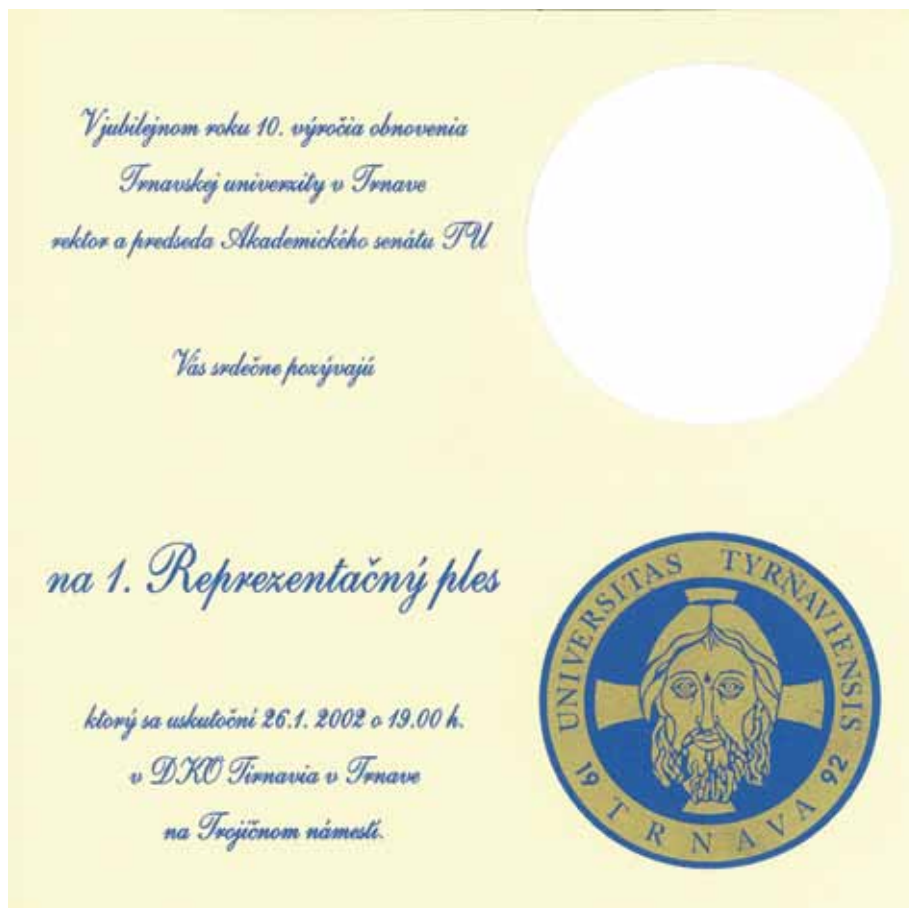 V jubilejnom roku 10. výročia obnovenia
Trnavskej univerzity v Trnave
rektor a predseda Akademického senátu TU
Vás srdečne pozývajú
na 1. Reprezentačný ples
ktorý sa uskutoční 26.1. 2002 o 19.00 h.
v DKO Tirnavia v Trnave
na Trojičnom námestí.
UNIVERSITAS TYRNAVIENSIS
19 TRNAVA 92